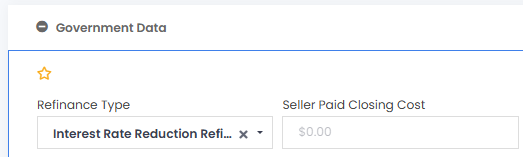 Government Data
Refinance Type
Seller Paid Closing Cost
Interest Rate Reduction Refi...
$0.00